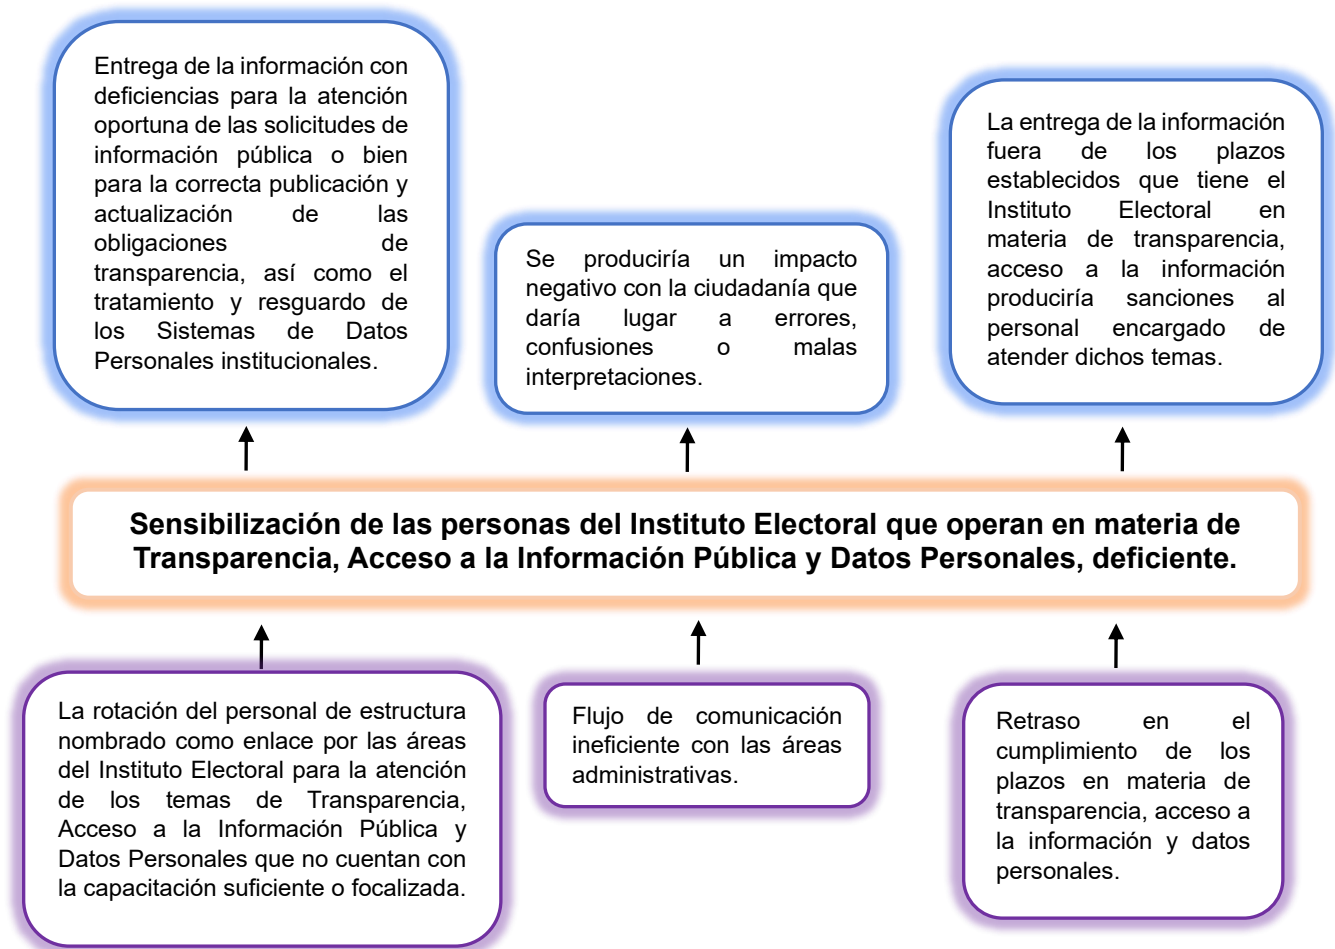 Entrega de la información con
deficiencias para la atención
oportuna de las solicitudes de
información pública o bien
para la correcta publicación y
actualización de las
obligaciones de
transparencia, así como el
tratamiento y resguardo de
los Sistemas de Datos
Personales institucionales.
Se produciría un impacto
negativo con la ciudadanía que
daría lugar a errores,
confusiones o malas
interpretaciones.
La entrega de la información
fuera de los plazos
establecidos que tiene el
Instituto Electoral en
materia de transparencia,
acceso a la información
produciría sanciones al
personal encargado de
atender dichos temas.
Sensibilización de las personas del Instituto Electoral que operan en materia de
Transparencia, Acceso a la Información Pública y Datos Personales, deficiente.
La rotación del personal de estructura
nombrado como enlace por las áreas
del Instituto Electoral para la atención
de los temas de Transparencia,
Acceso a la Información Pública y
Datos Personales que no cuentan con
la capacitación suficiente o focalizada.
Flujo de comunicación
ineficiente con las áreas
administrativas.
Retraso en el
cumplimiento de los
plazos en materia de
transparencia, acceso a
la información y datos
personales.